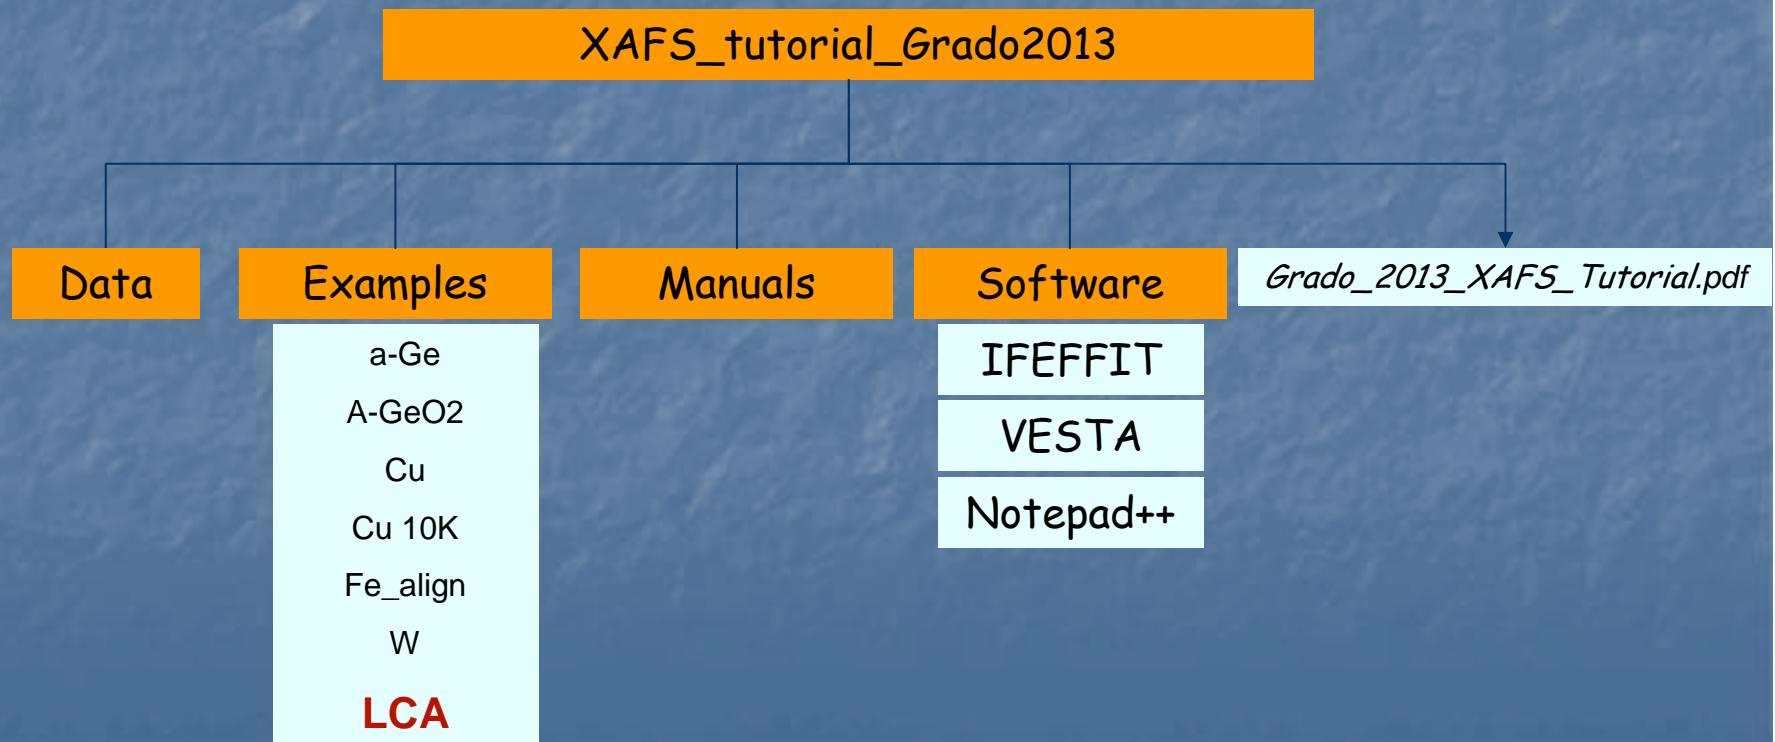 XAFS_tutorial_Grado2013
Data
Examples
Manuals
Software
Grado_2013_XAFS_Tutorial.pdf
a-Ge
A-GeO2
Cu
Cu 10K
Fe_align
W
LCA
IFEFFIT
VESTA
Notepad++